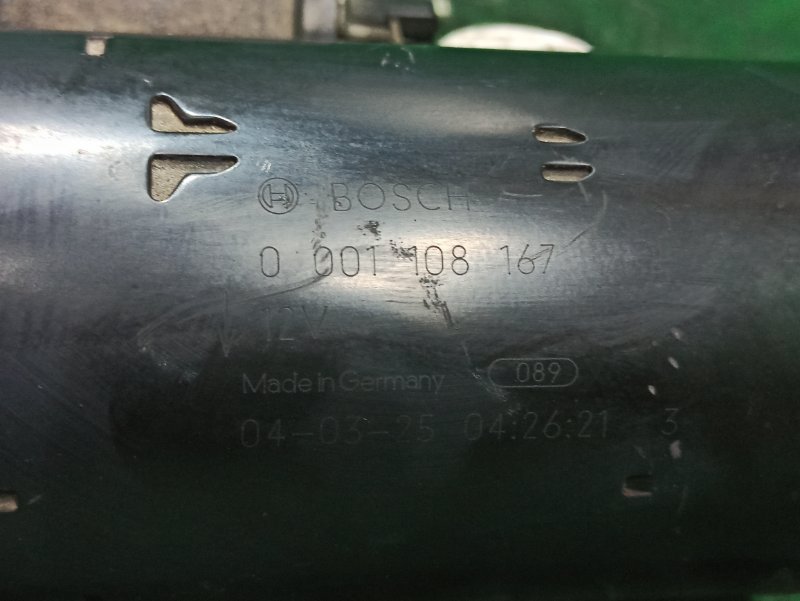 BOSCH
0 001 108 167
12V
Made in Germany 089
04-03-25 04:26:21 3